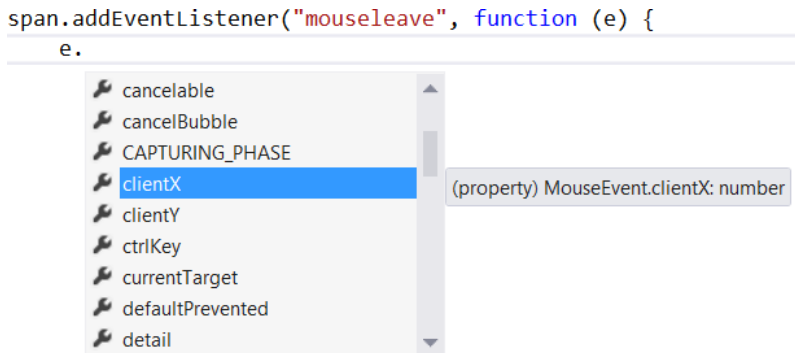 span.addEventListener("mouseleave", function (e) {
e.
cancelable
cancelBubble
CAPTURING_PHASE
clientX
(property) MouseEvent.clientX: number
clientY
ctrlKey
currentTarget
defaultPrevented
detail